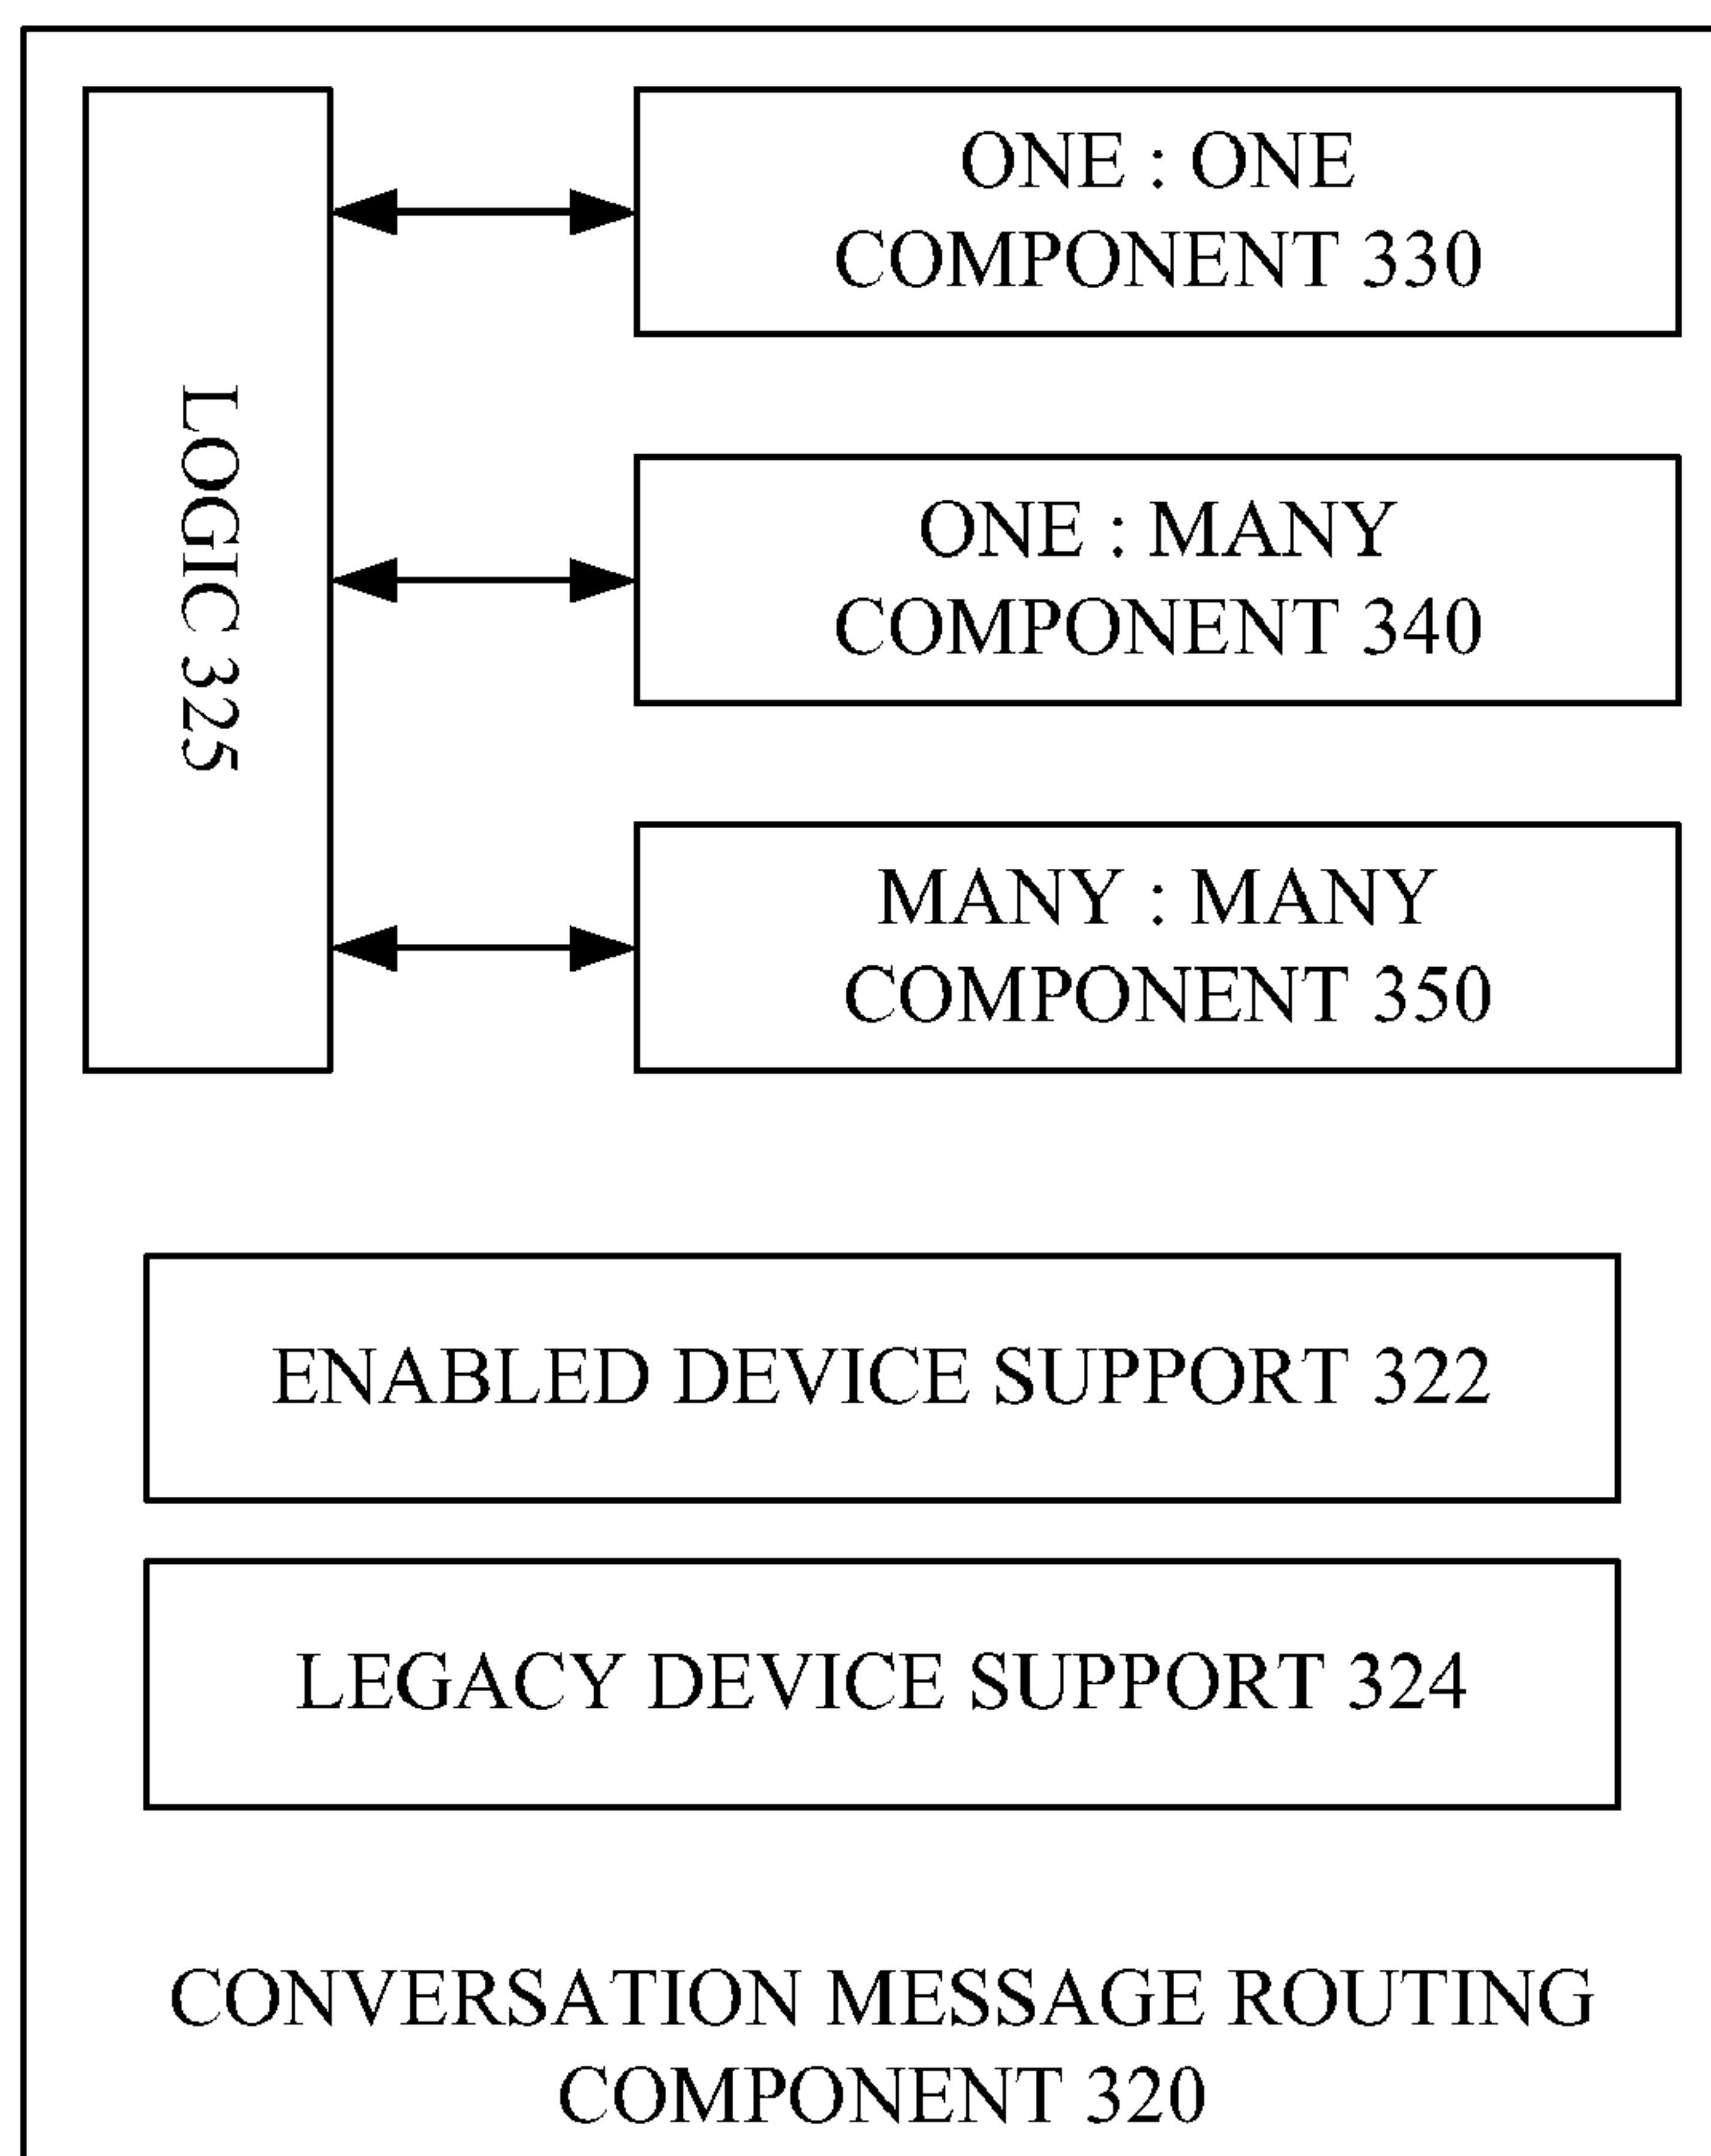 LOGIC 325
ONE : ONE
COMPONENT 330
ONE : MANY
COMPONENT 340
MANY : MANY
COMPONENT 350
ENABLED DEVICE SUPPORT 322
LEGACY DEVICE SUPPORT 324
CONVERSATION MESSAGE ROUTING
COMPONENT 320